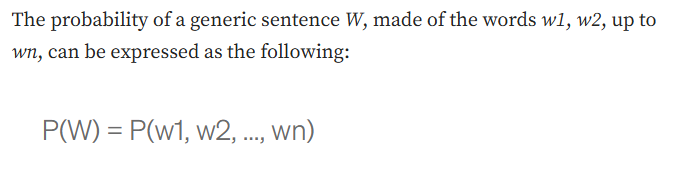 The probability of a generic sentence W, made of the words w1, w2, up to
wn, can be expressed as the following:
P(W) = P(w1, w2, ..., wn)